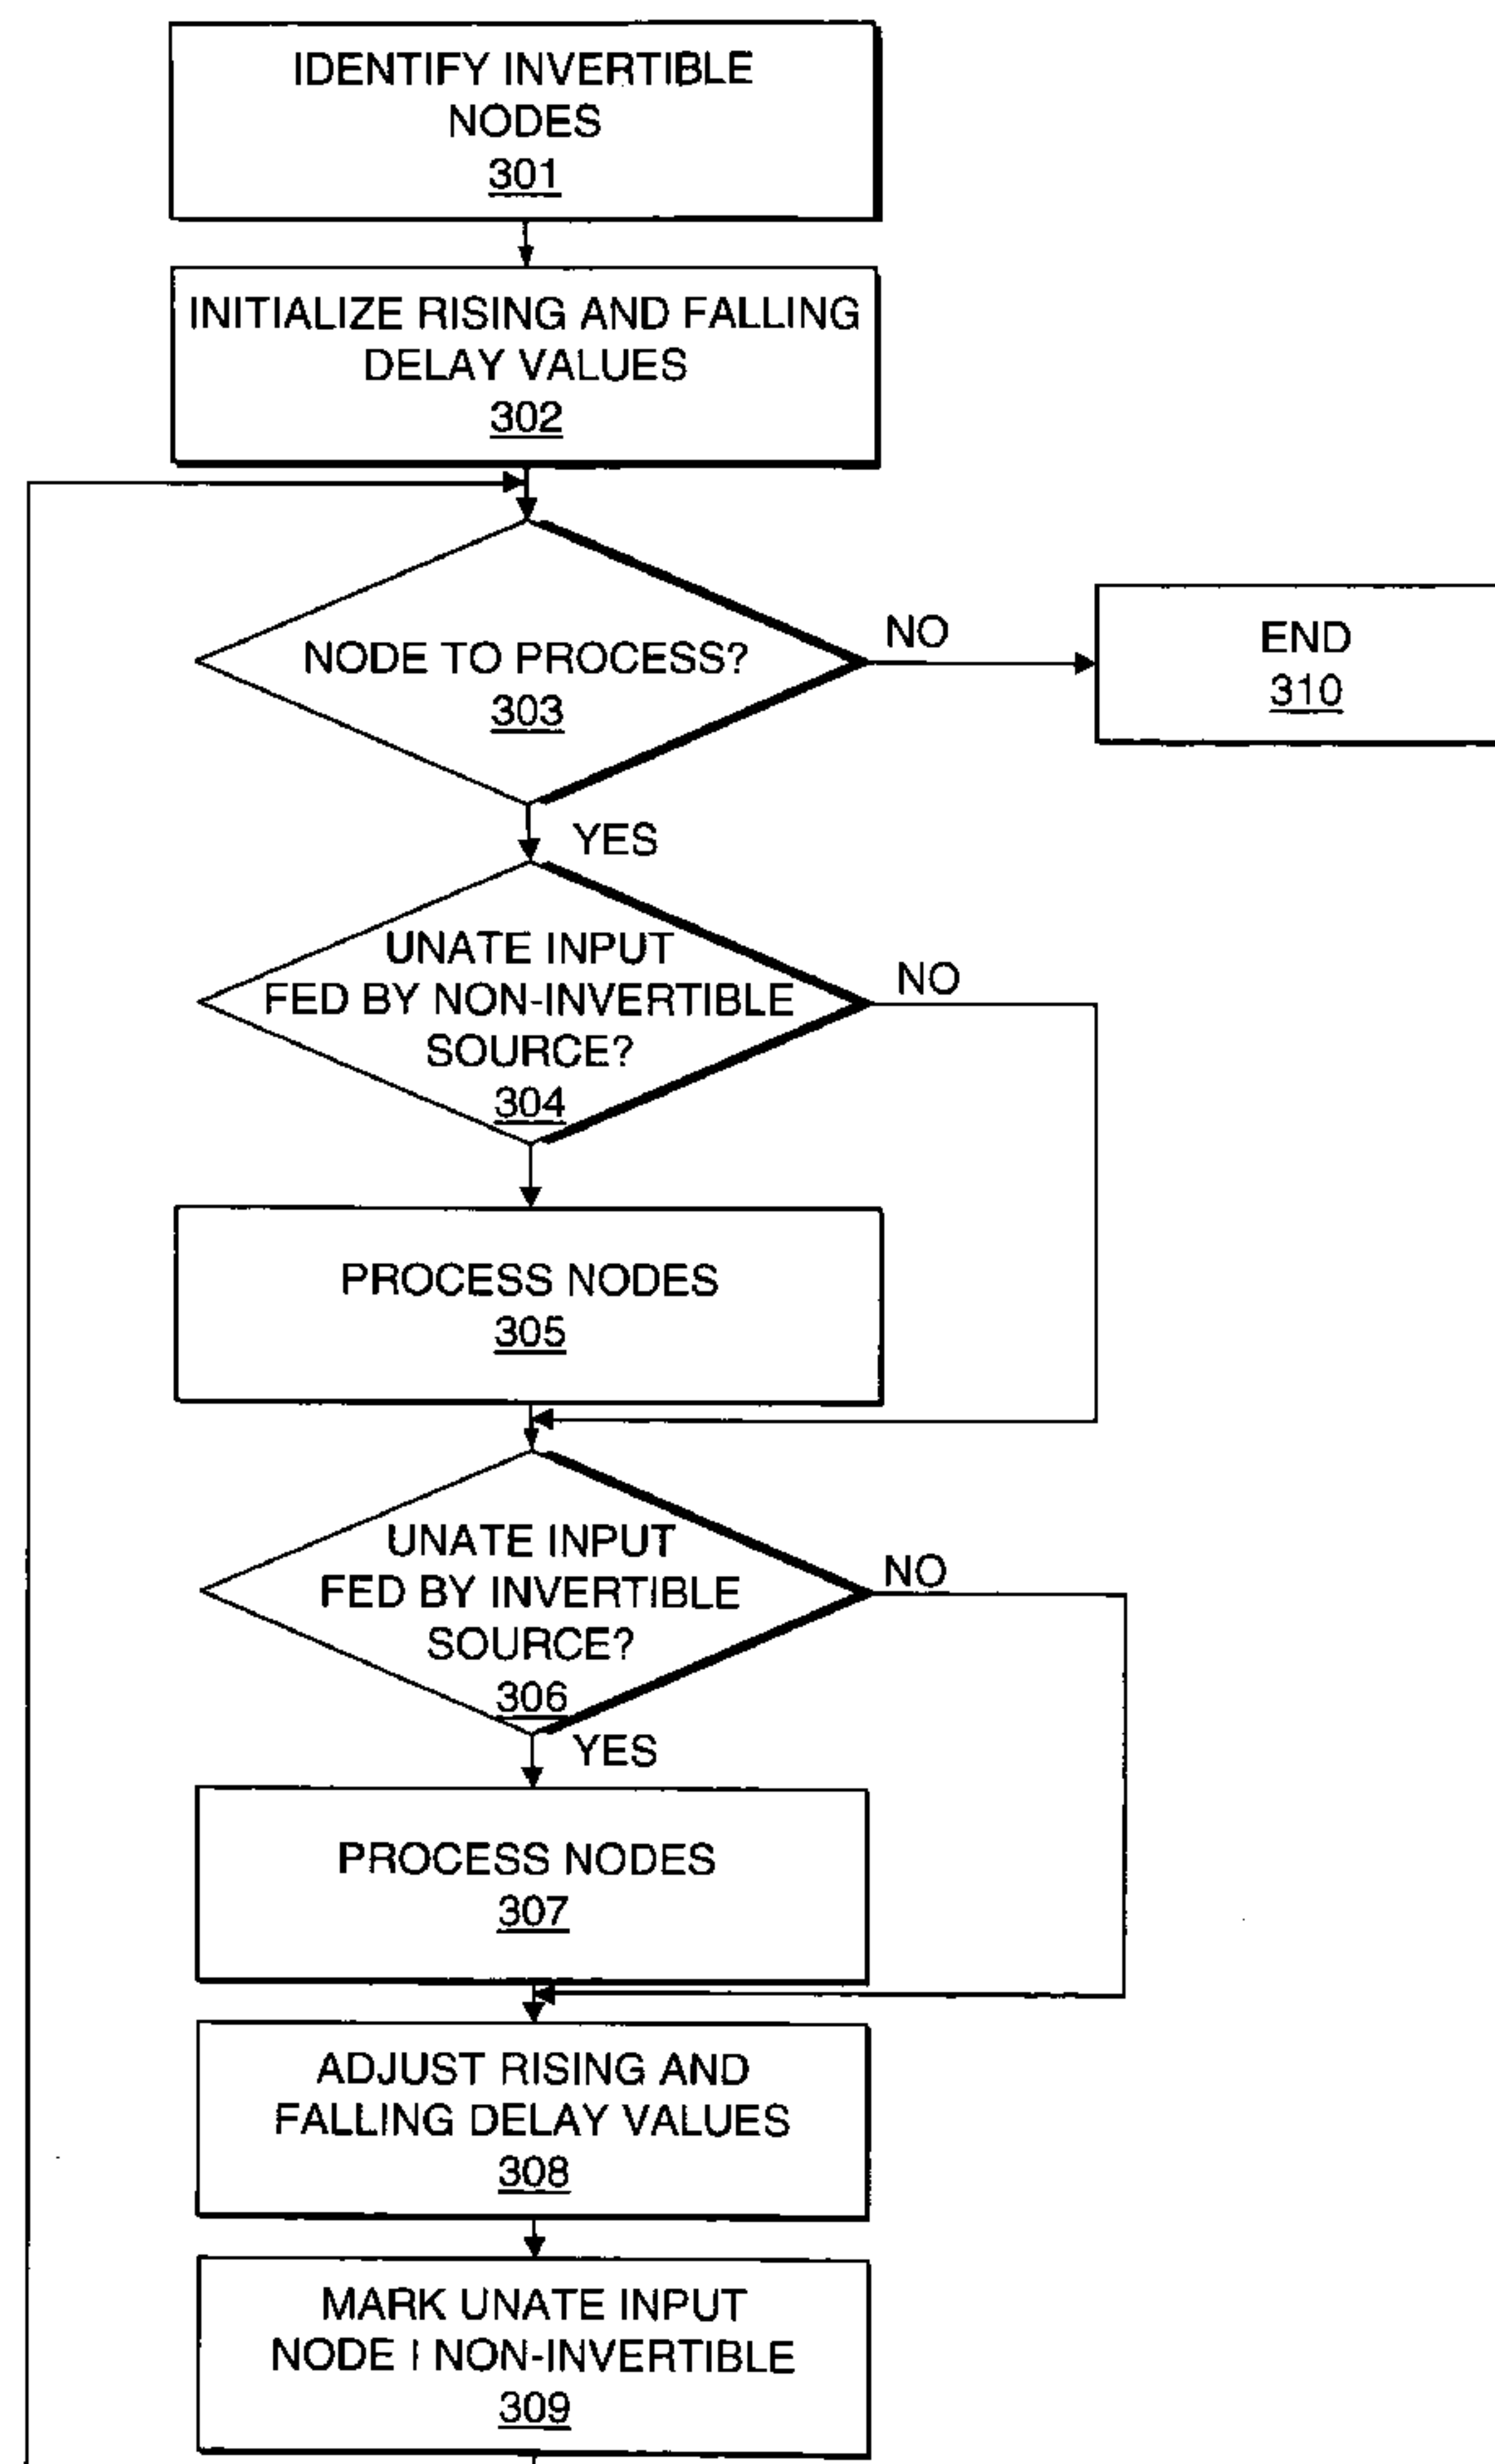 IDENTIFY INVERTIBLE
NODES
301
INITIALIZE RISING AND FALLING
DELAY VALUES
302
NODE TO PROCESS?
303
NO
END
310
YES
UNATE INPUT
FED BY NON-INVERTIBLE
SOURCE?
304
NO
PROCESS NODES
305
UNATE INPUT
FED BY INVERTIBLE
SOURCE?
306
NO
YES
PROCESS NODES
307
ADJUST RISING AND
FALLING DELAY VALUES
308
MARK UNATE INPUT
NODE I NON-INVERTIBLE
309